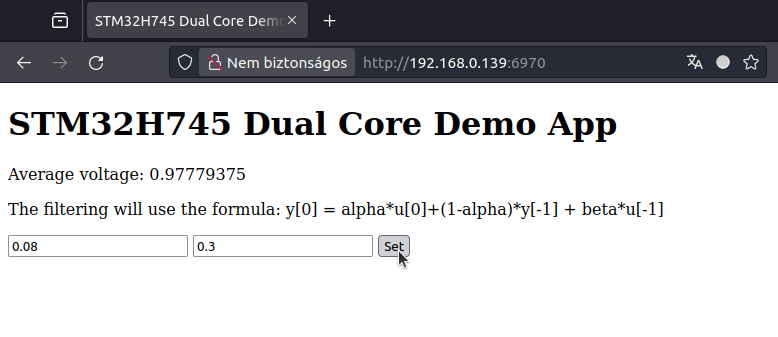 STM32H745 Dual Core Dem
Nem biztonságos http://192.168.0.139:6970
STM32H745 Dual Core Demo App
Average voltage: 0.97779375
The filtering will use the formula: y[0] = alpha*u[0]+(1-alpha)*y[-1] + beta*u[-1]
0.08 0.3 Set